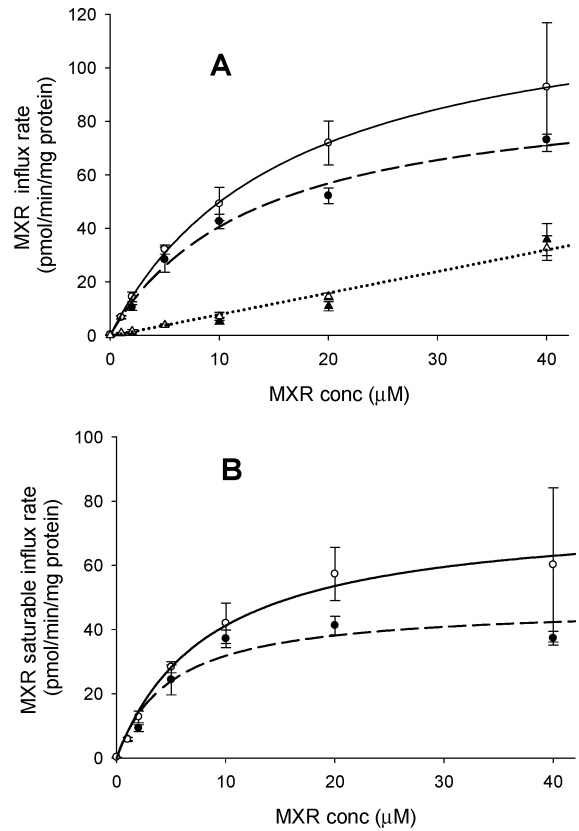 A
MXR influx rate
(pmol/min/mg protein)
120
100
80
60
40
20
0
0 10 20 30 40
MXR conc (μM)
B
MXR saturable influx rate
(pmol/min/mg protein)
100
80
60
40
20
0
0 10 20 30 40
MXR conc (μM)